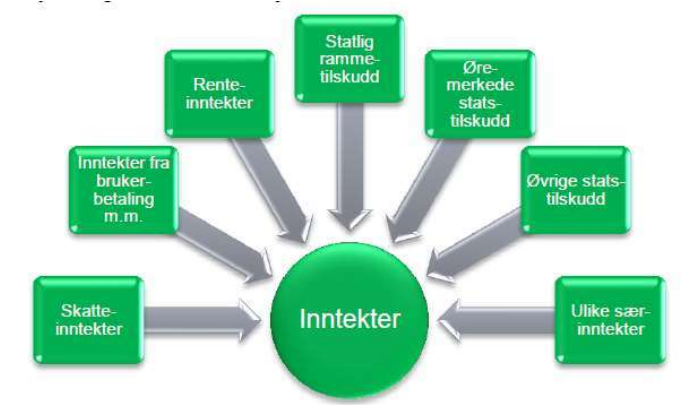 Statlig
ramme-
tilskudd
Rente-
inntekter
Øre-
merkede
stats-
tilskudd
Inntekter fra
bruker-
betaling
m.m.
Øvrige stats-
tilskudd
Skatte-
inntekter
Inntekter
Ulike sær-
inntekter